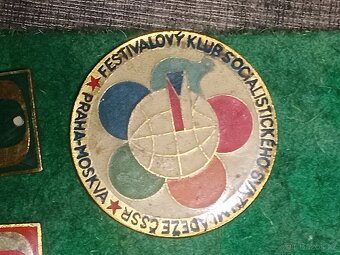 ★ FESTIVALOVÝ KLUB SOCIALISTICKÉHO SVAZU MLÁDEŽE ČSSR ★
PRAHA-MOSKVA